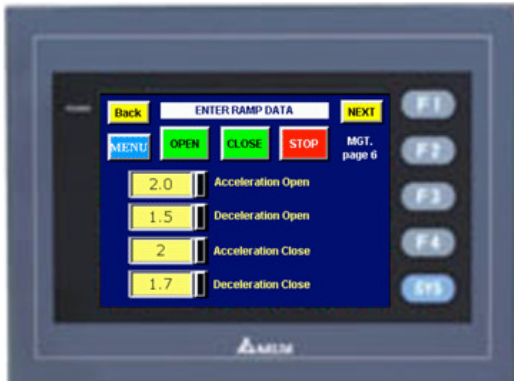 Back ENTER RAMP DATA NEXT
MENU OPEN CLOSE STOP MGT.
page 6
2.0 Acceleration Open
1.5 Deceleration Open
2 Acceleration Close
1.7 Deceleration Close
F1
F2
F3
F4
SYS